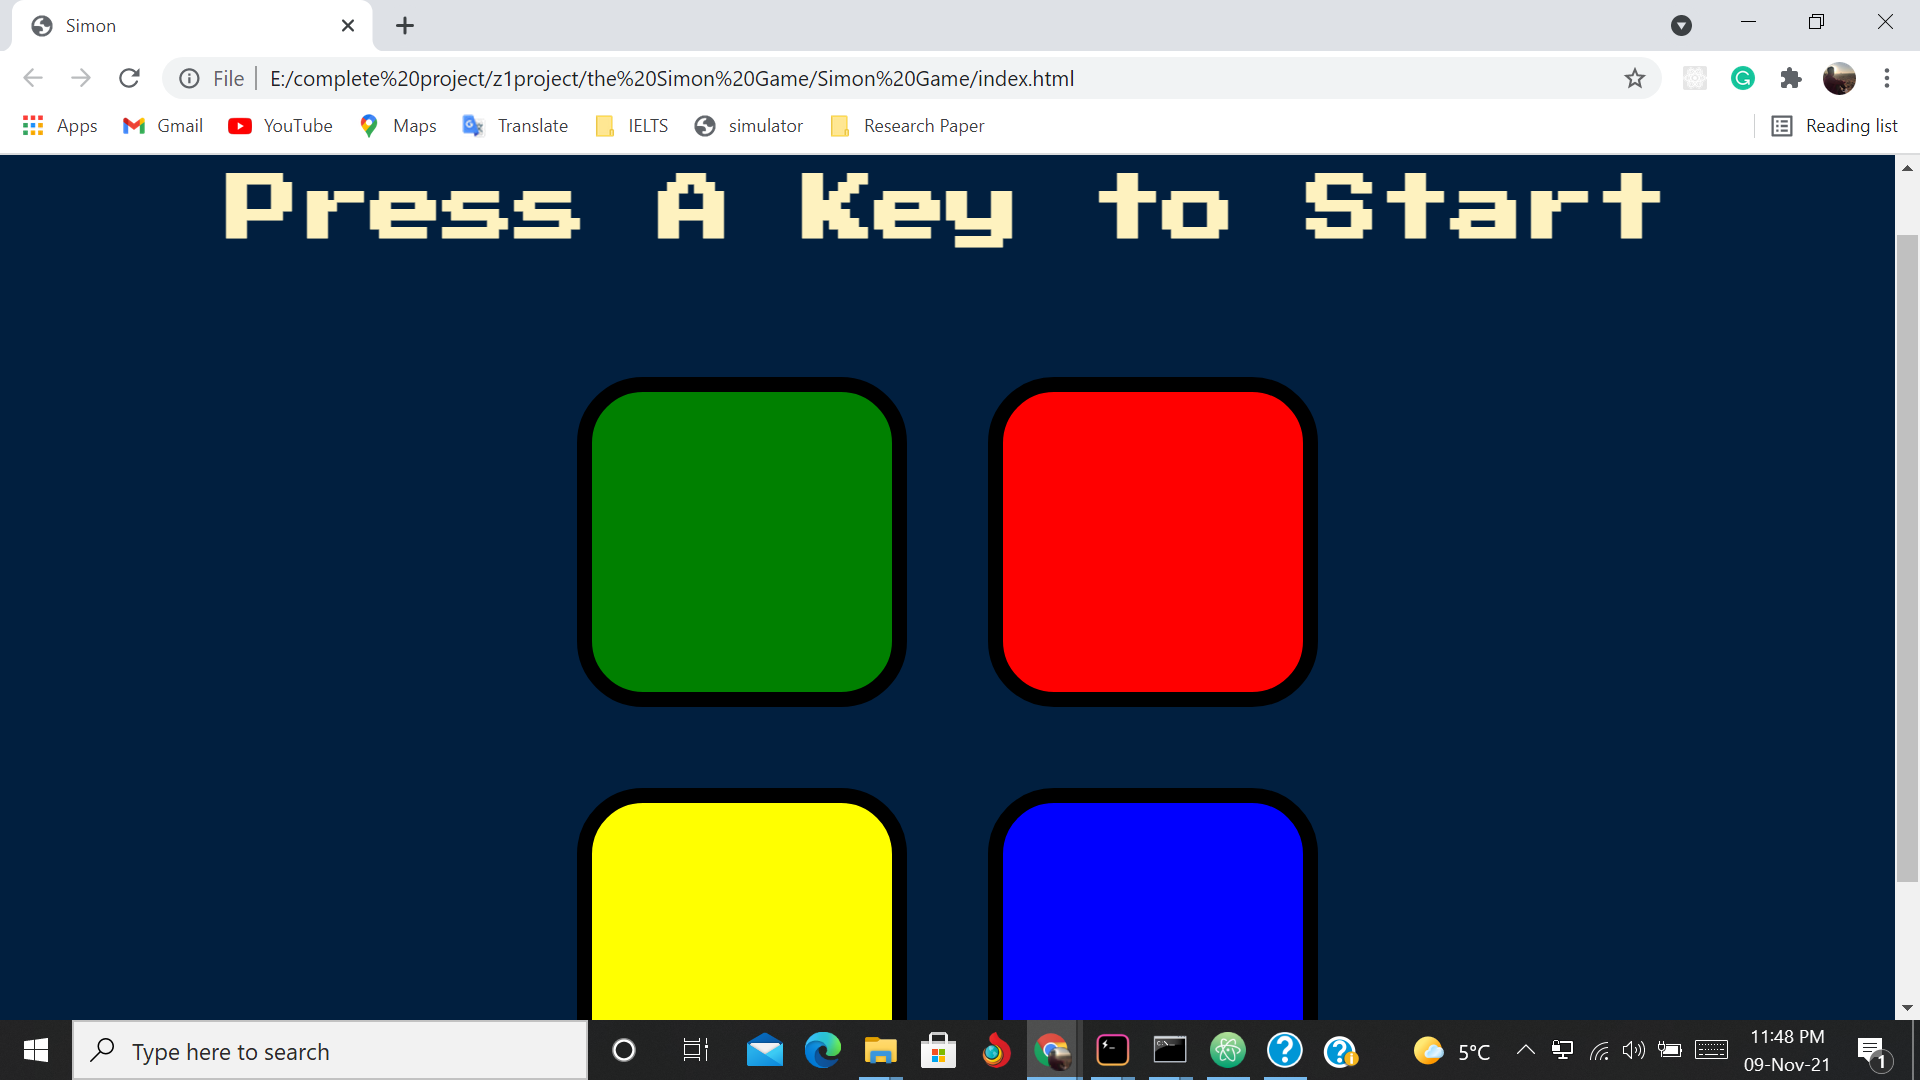 Simon
File
E:/complete%20project/z1project/the%20Simon%20Game/Simon%20Game/index.html
Apps
Gmail
YouTube
Maps
Translate
IELTS
simulator
Research Paper
Reading list
Press A Key to Start
Type here to search
5°C
11:48 PM
09-Nov-21
1